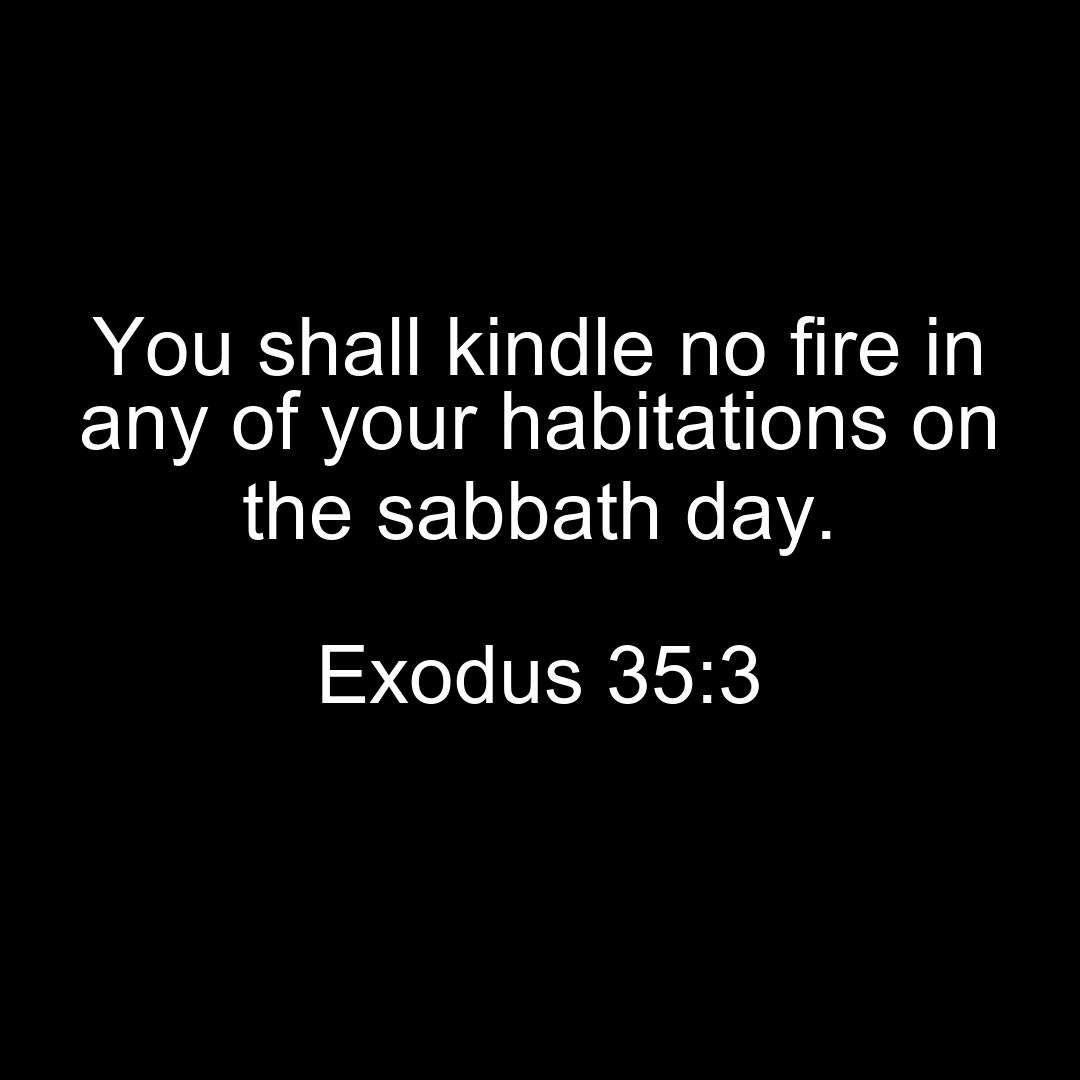 You shall kindle no fire in
any of your habitations on
the sabbath day.
Exodus 35:3